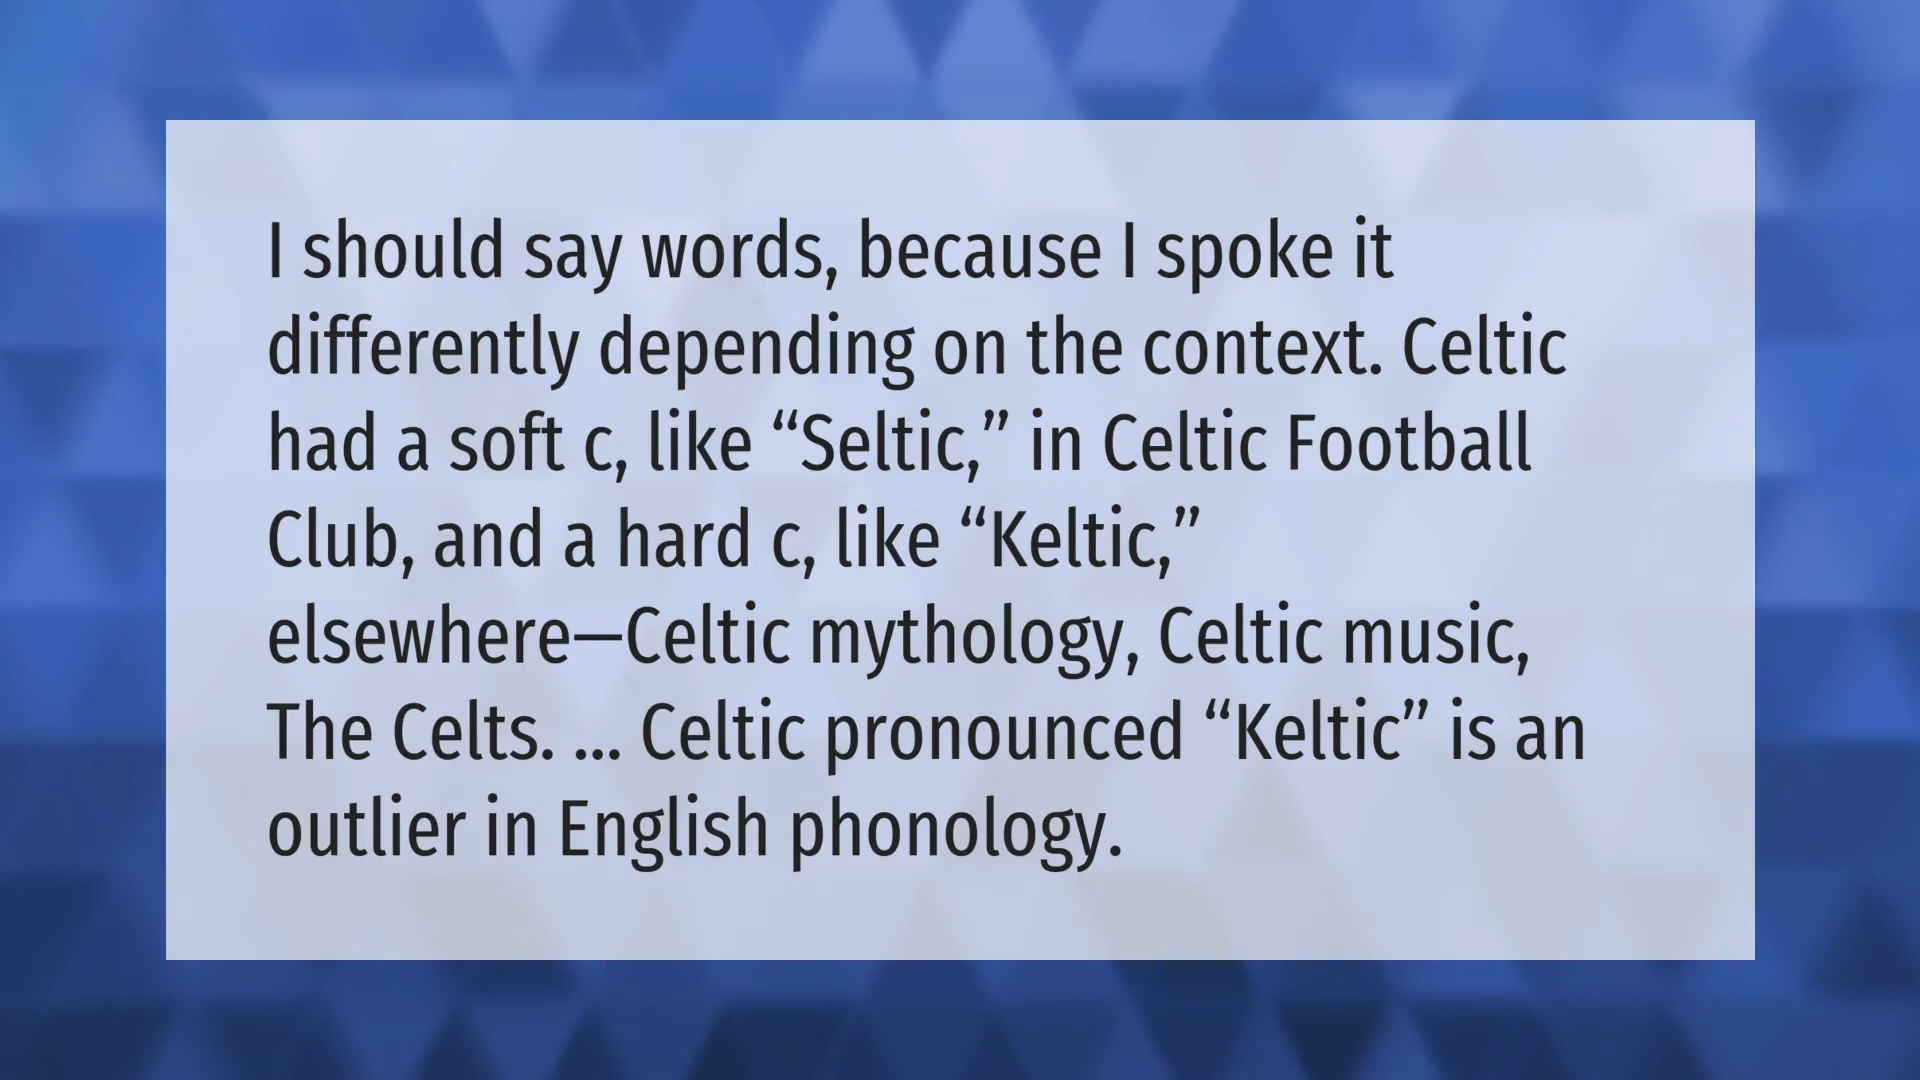 I should say words, because I spoke it
differently depending on the context. Celtic
had a soft c, like “Seltic,” in Celtic Football
Club, and a hard c, like “Keltic,”
elsewhere—Celtic mythology, Celtic music,
The Celts. ... Celtic pronounced “Keltic” is an
outlier in English phonology.